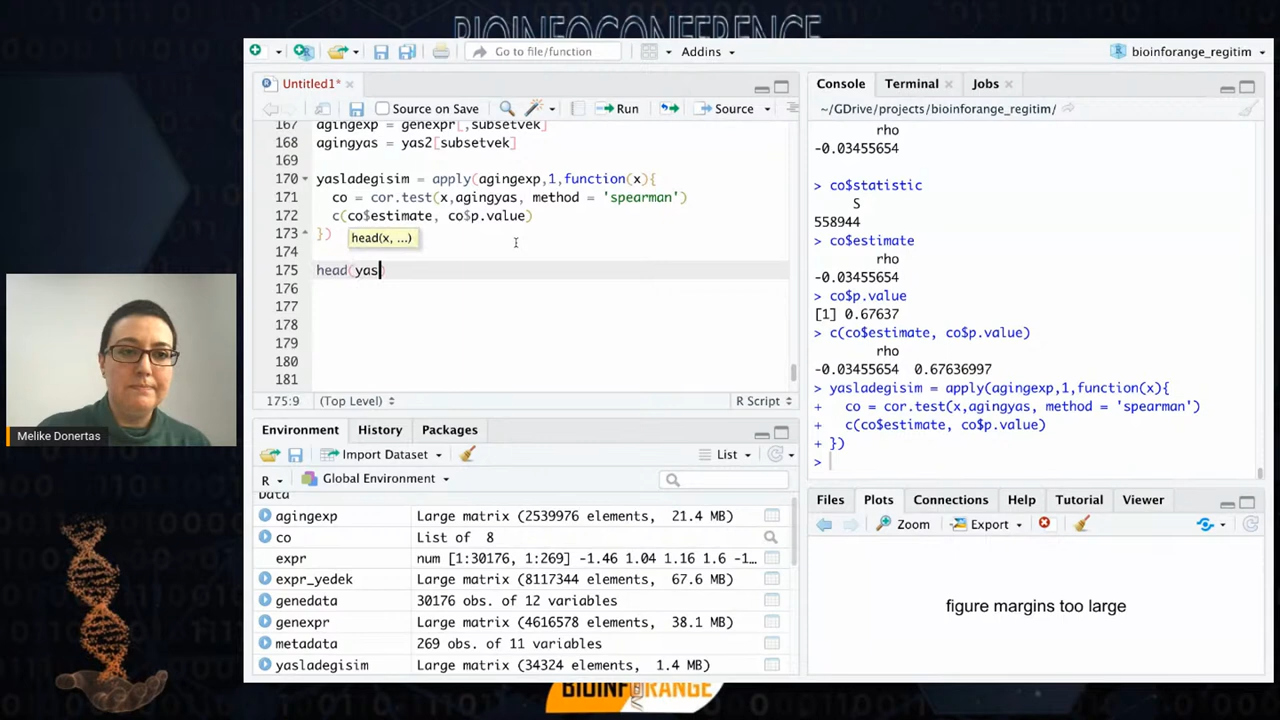 BIOINFOCONFERENCE
Go to file/function
Addins
bioinforange_regitim
Untitled1*
Source on Save
Run
Source
167 agingexp = genexpr[,subsetvek]
168 agingyas = yas2[subsetvek]
169
170 yasladegisim = apply(agingexp,1,function(x){
171 co = cor.test(x,agingyas, method = 'spearman')
172 c(co$estimate, co$p.value)
173 })
head(x, ...)
174
175 head(yas)
176
177
178
179
180
181
175:9 (Top Level) R Script
Environment History Packages
Import Dataset List
R Global Environment
Data
agingexp Large matrix (2539976 elements, 21.4 MB)
co List of 8
expr num [1:30176, 1:269] -1.46 1.04 1.16 1.6 -1…
expr_yedek Large matrix (8117344 elements, 67.6 MB)
genedata 30176 obs. of 12 variables
genexpr Large matrix (4616578 elements, 38.1 MB)
metadata 269 obs. of 11 variables
yasladegisim Large matrix (34324 elements, 1.4 MB)
Console Terminal Jobs
~/GDrive/projects/bioinforange_regitim/
rho
-0.03455654
> co$statistic
S
558944
> co$estimate
rho
-0.03455654
> co$p.value
[1] 0.67637
> c(co$estimate, co$p.value)
rho
-0.03455654 0.67636997
> yasladegisim = apply(agingexp,1,function(x){
+ co = cor.test(x,agingyas, method = 'spearman')
+ c(co$estimate, co$p.value)
+ })
>
Files Plots Connections Help Tutorial Viewer
Zoom Export
figure margins too large
Melike Donertas
BIOINFORANGE